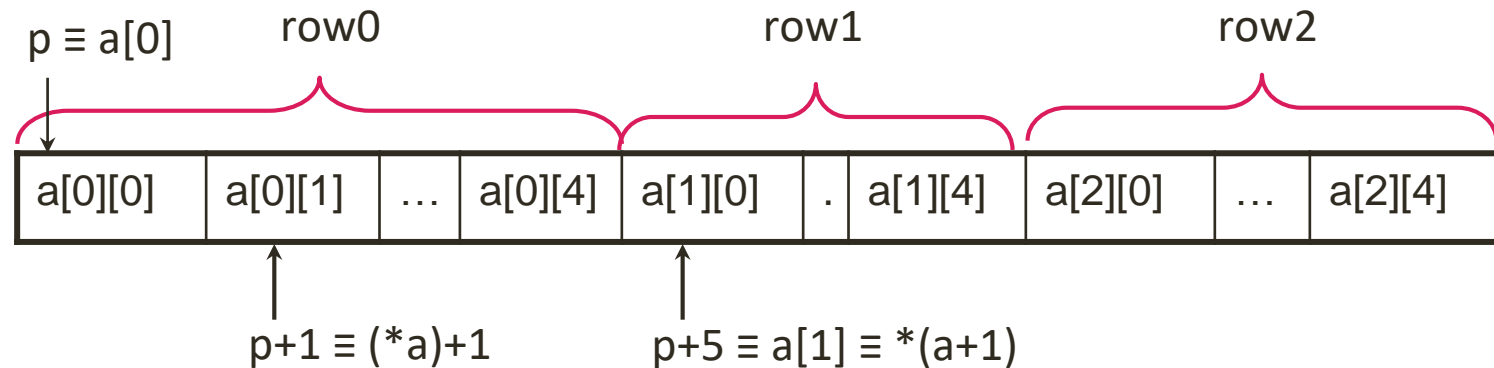 row0 row1 row2
p ≡ a[0]
a[0][0] a[0][1] … a[0][4] a[1][0] . a[1][4] a[2][0] … a[2][4]
p+1 ≡ (*a)+1 p+5 ≡ a[1] ≡ *(a+1)